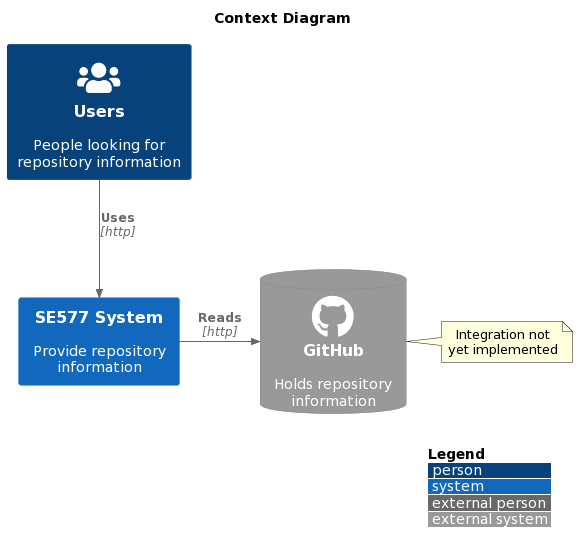 Context Diagram
Users
People looking for
repository information
Uses
[http]
SE577 System
Provide repository
information
Reads
[http]
GitHub
Holds repository
information
Integration not
yet implemented
Legend
person
system
external person
external system